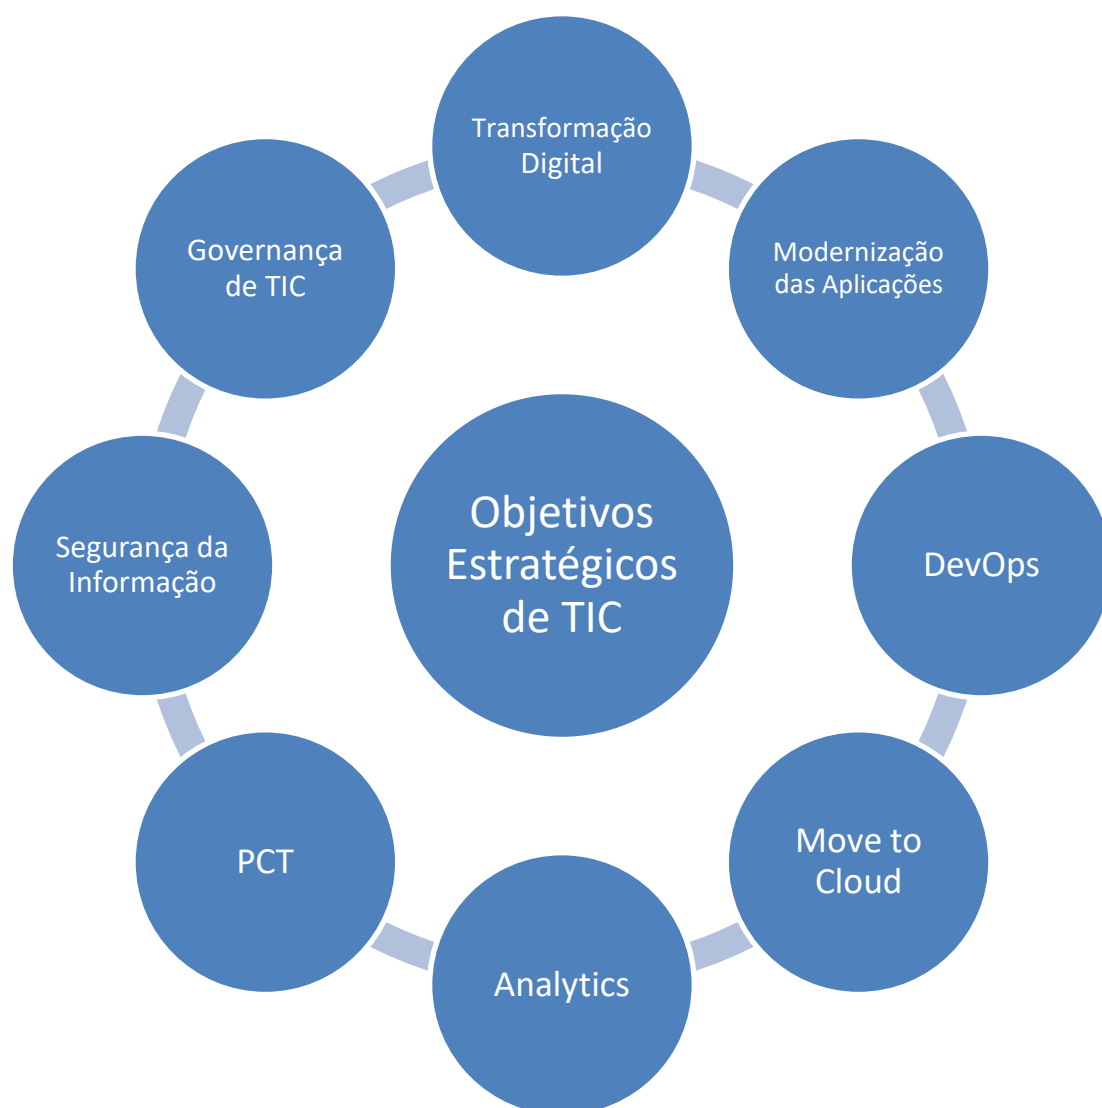 Transformação
Digital
Modernização
das Aplicações
DevOps
Move to
Cloud
Analytics
PCT
Segurança da
Informação
Governança
de TIC
Objetivos
Estratégicos
de TIC